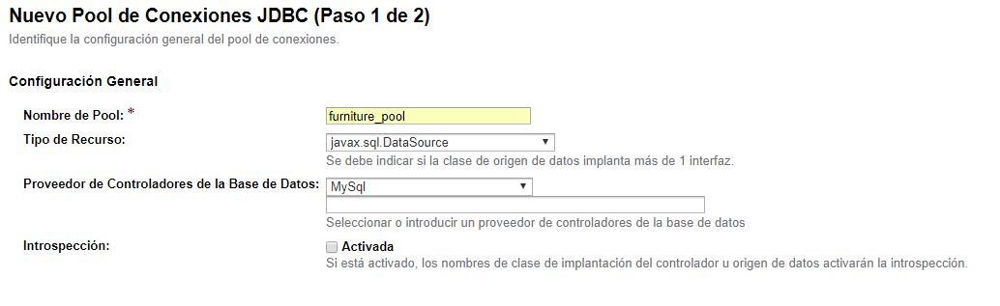 Nuevo Pool de Conexiones JDBC (Paso 1 de 2)
Identifique la configuración general del pool de conexiones.
Configuración General
Nombre de Pool: * furniture_pool
Tipo de Recurso: javax.sql.DataSource
Se debe indicar si la clase de origen de datos implanta más de 1 interfaz.
Proveedor de Controladores de la Base de Datos: MySql
Seleccionar o introducir un proveedor de controladores de la base de datos
Introspección: Activada
Si está activado, los nombres de clase de implantación del controlador u origen de datos activarán la introspección.